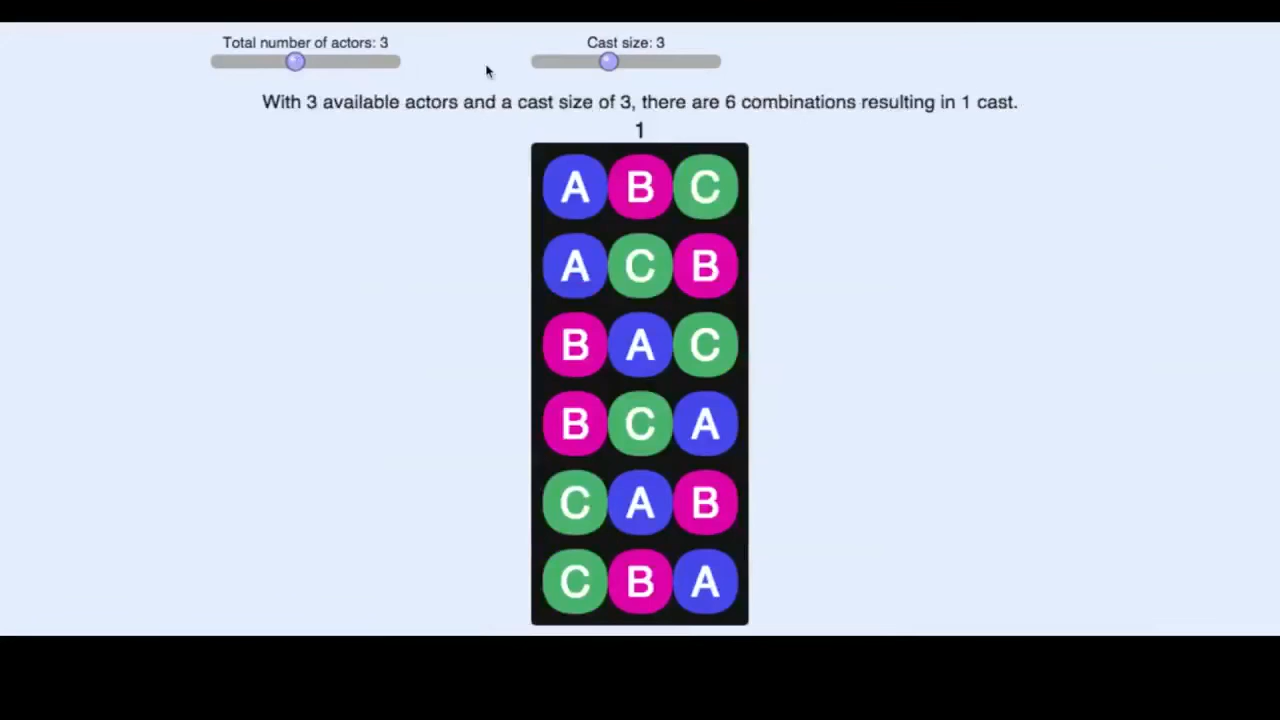 Total number of actors: 3
Cast size: 3
With 3 available actors and a cast size of 3, there are 6 combinations resulting in 1 cast.
1
A B C
A C B
B A C
B C A
C A B
C B A